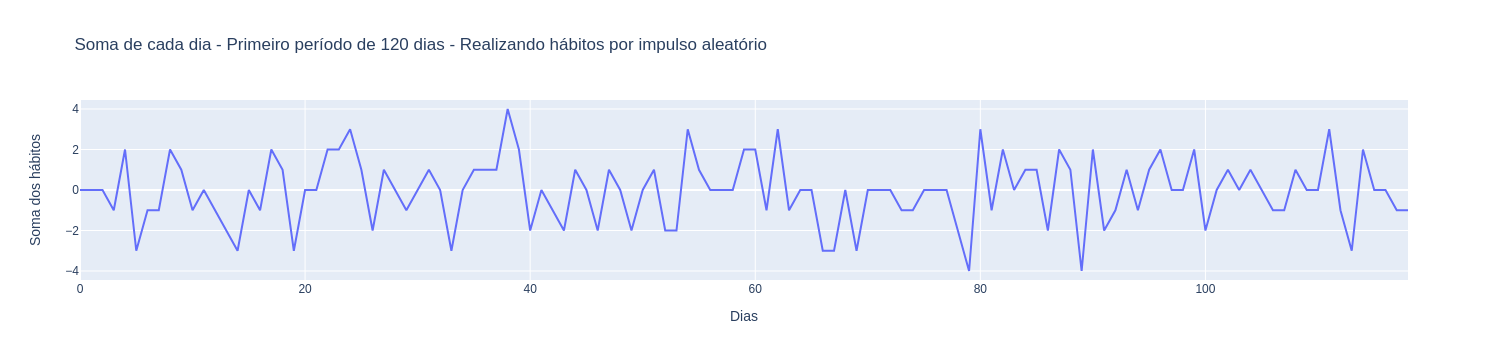 Soma de cada dia - Primeiro período de 120 dias - Realizando hábitos por impulso aleatório
Soma dos hábitos
4
2
0
−2
−4
0 20 40 60 80 100
Dias